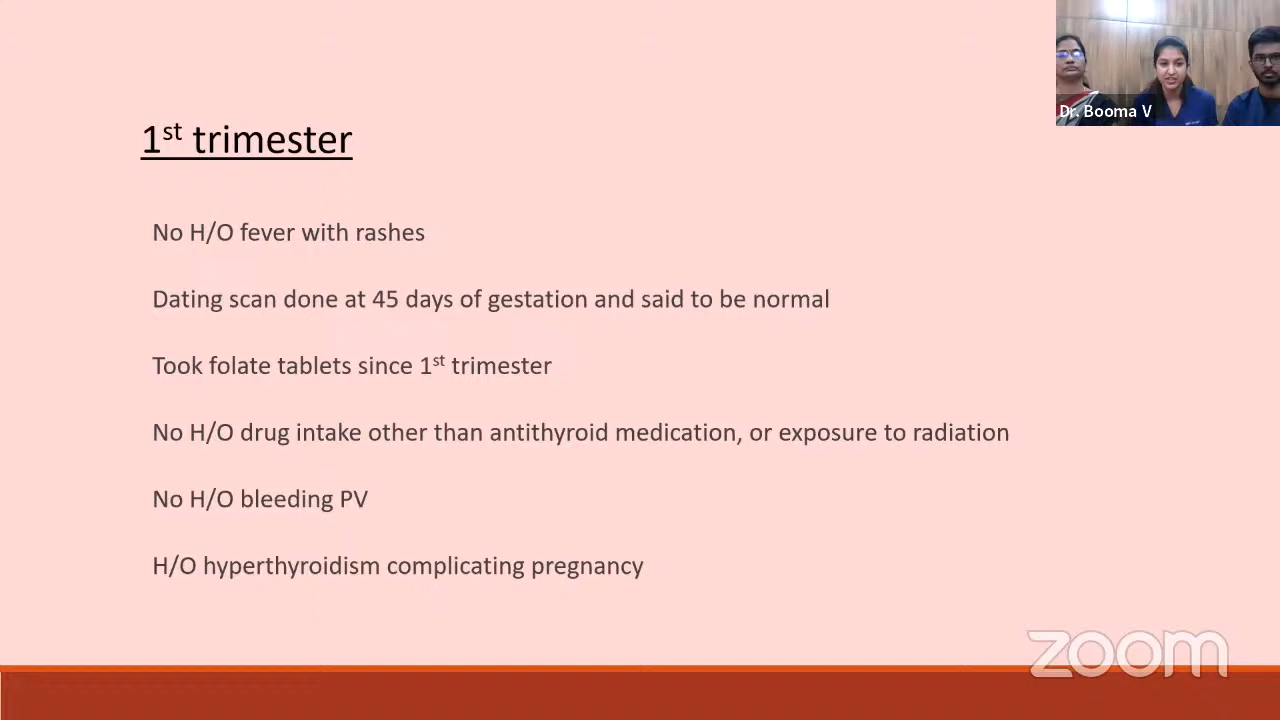 Dr. Booma V
1st trimester
No H/O fever with rashes
Dating scan done at 45 days of gestation and said to be normal
Took folate tablets since 1st trimester
No H/O drug intake other than antithyroid medication, or exposure to radiation
No H/O bleeding PV
H/O hyperthyroidism complicating pregnancy
zoom